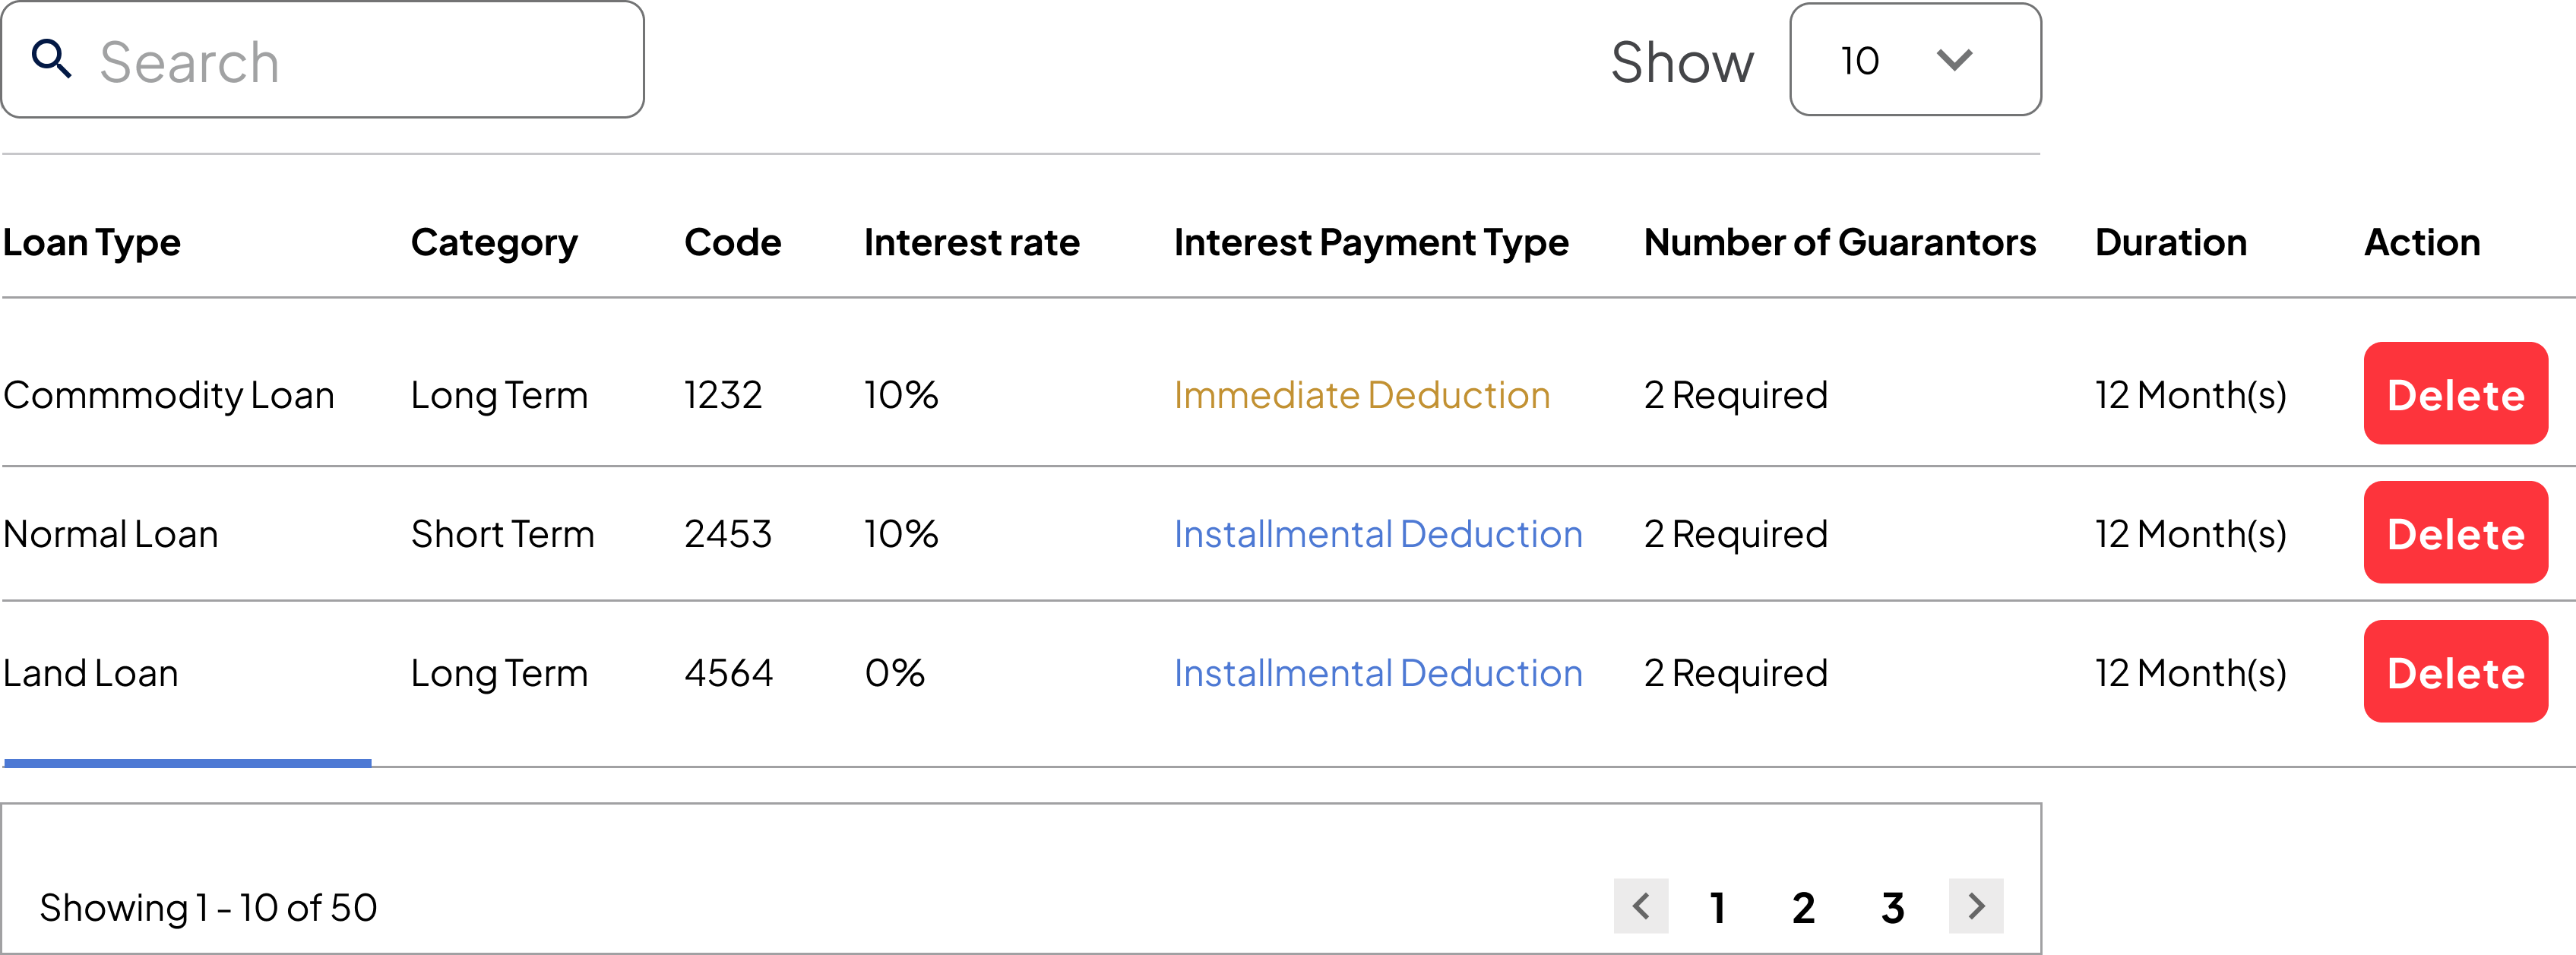 Search Show 10
Loan Type Category Code Interest rate Interest Payment Type Number of Guarantors Duration Action
Commmodity Loan Long Term 1232 10% Immediate Deduction 2 Required 12 Month(s) Delete
Normal Loan Short Term 2453 10% Installmental Deduction 2 Required 12 Month(s) Delete
Land Loan Long Term 4564 0% Installmental Deduction 2 Required 12 Month(s) Delete
Showing 1 - 10 of 50 1 2 3